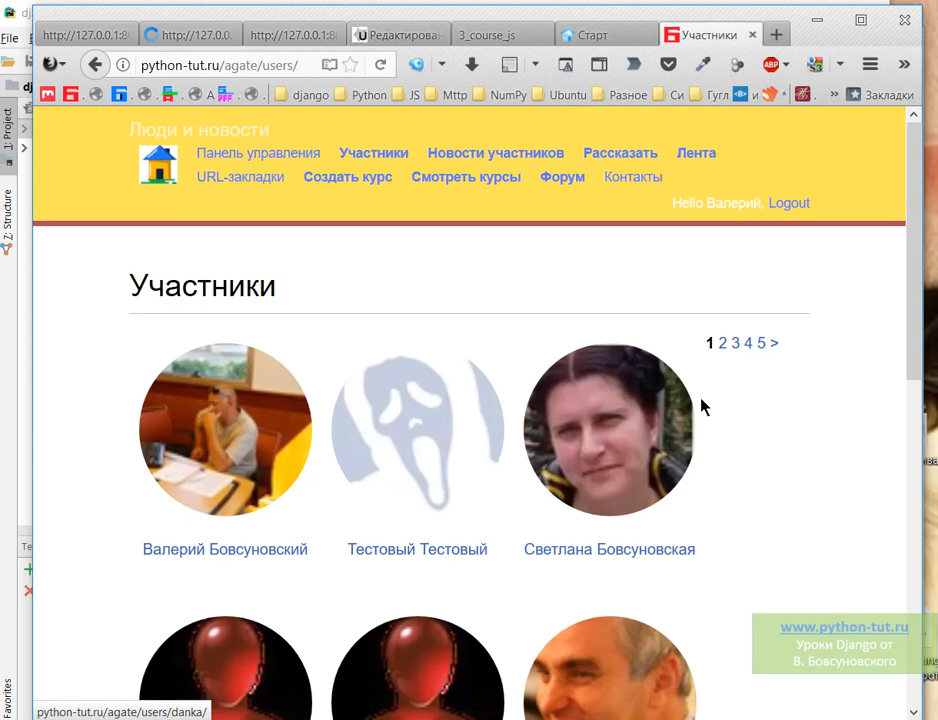 dj
File
http://127.0.0.1:8 http://127.0.0.1: http://127.0.0.1:8( Редактирова 3_course_js Старт Участники × +
python-tut.ru/agate/users/
ABP
django Python JS NumPy Ubuntu Разное Си Гугл Закладки
1: Project
Z: Structure
Favorites
Люди и новости
Панель управления Участники Новости участников Рассказать Лента
URL-закладки Создать курс Смотреть курсы Форум Контакты
Hello Валерий, Logout
Участники
1 2 3 4 5 >
Валерий Бовсуновский Тестовый Тестовый Светлана Бовсуновская
www.python-tut.ru
Уроки Django от
В. Бовсуновского
python-tut.ru/agate/users/danka/